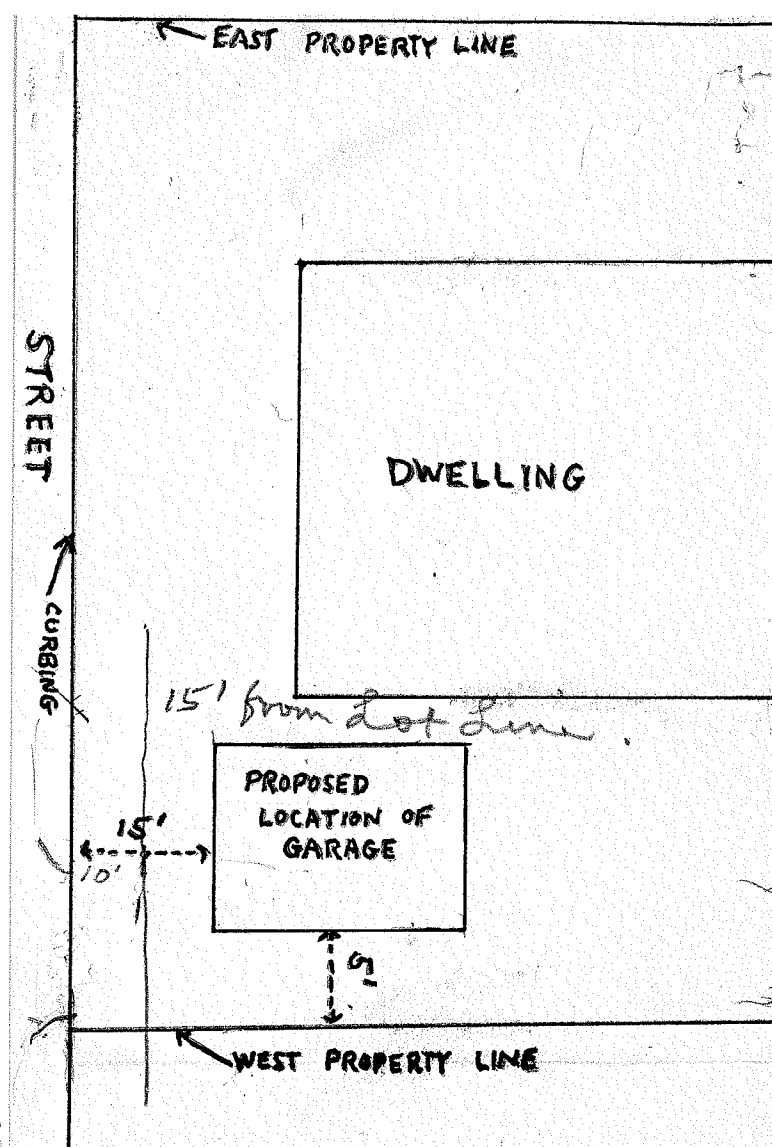 EAST PROPERTY LINE
STREET
DWELLING
CURBING
15' from Lot Line.
PROPOSED
LOCATION OF
GARAGE
15'
10'
5'
WEST PROPERTY LINE